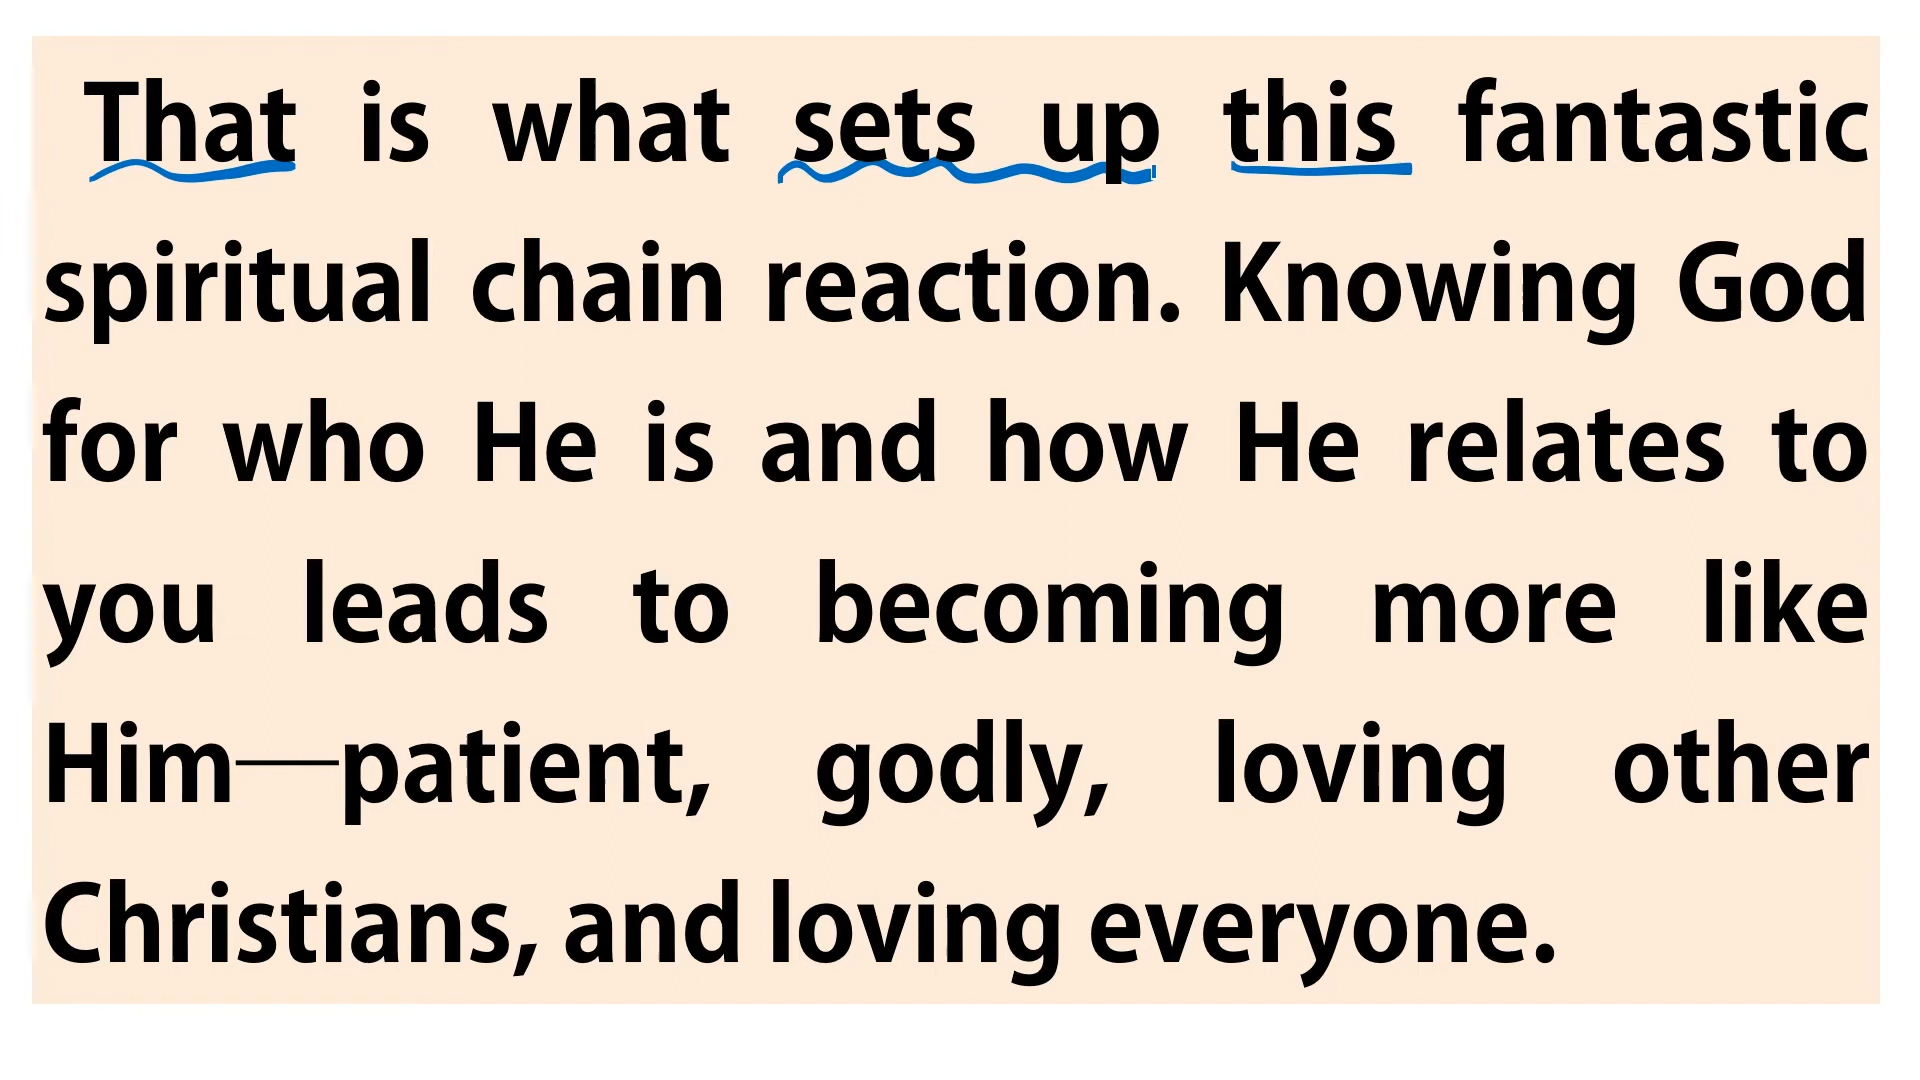 That is what sets up this fantastic
spiritual chain reaction. Knowing God
for who He is and how He relates to
you leads to becoming more like
Him—patient, godly, loving other
Christians, and loving everyone.